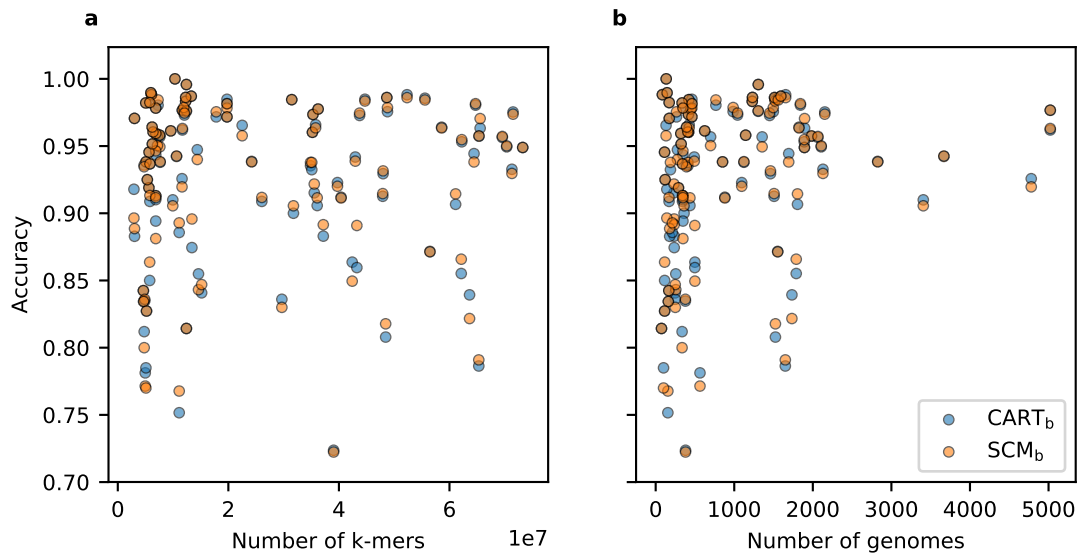 a
b
Accuracy
1.00
0.95
0.90
0.85
0.80
0.75
0.70
0
2
4
6
1e7
Number of k-mers
0
1000
2000
3000
4000
5000
Number of genomes
CART_b
SCM_b